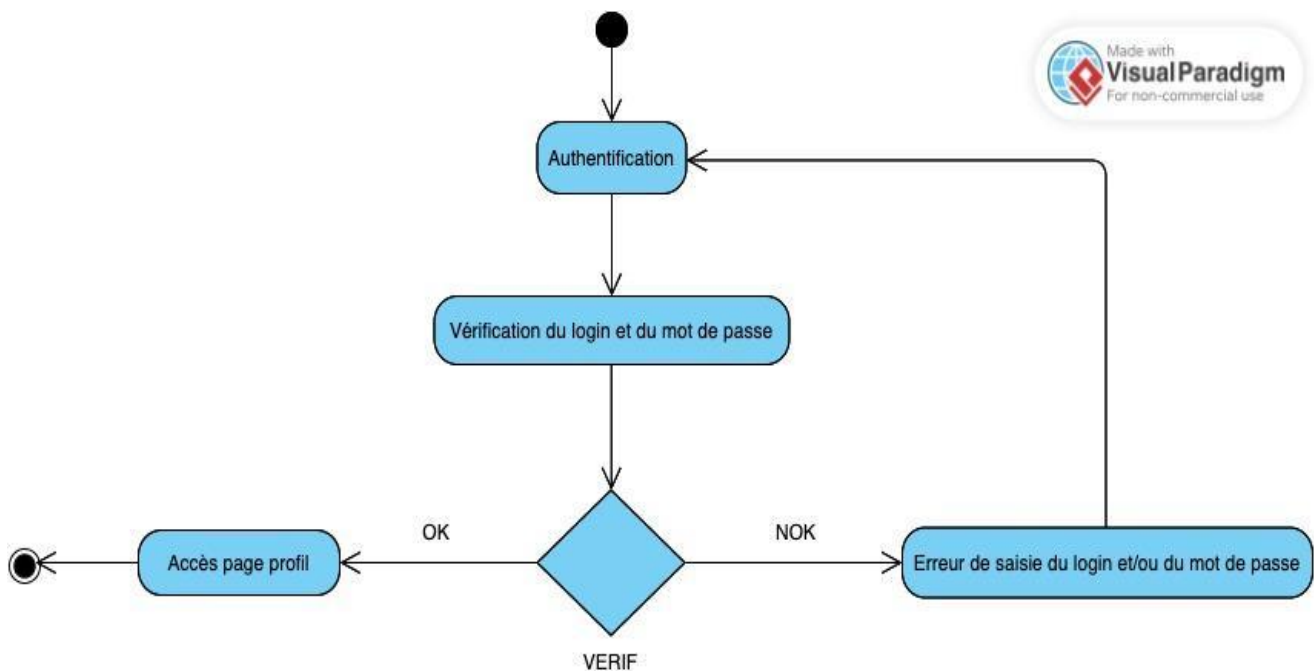 Made with
Visual Paradigm
For non-commercial use
Authentification
Vérification du login et du mot de passe
OK
NOK
Accès page profil
Erreur de saisie du login et/ou du mot de passe
VERIF